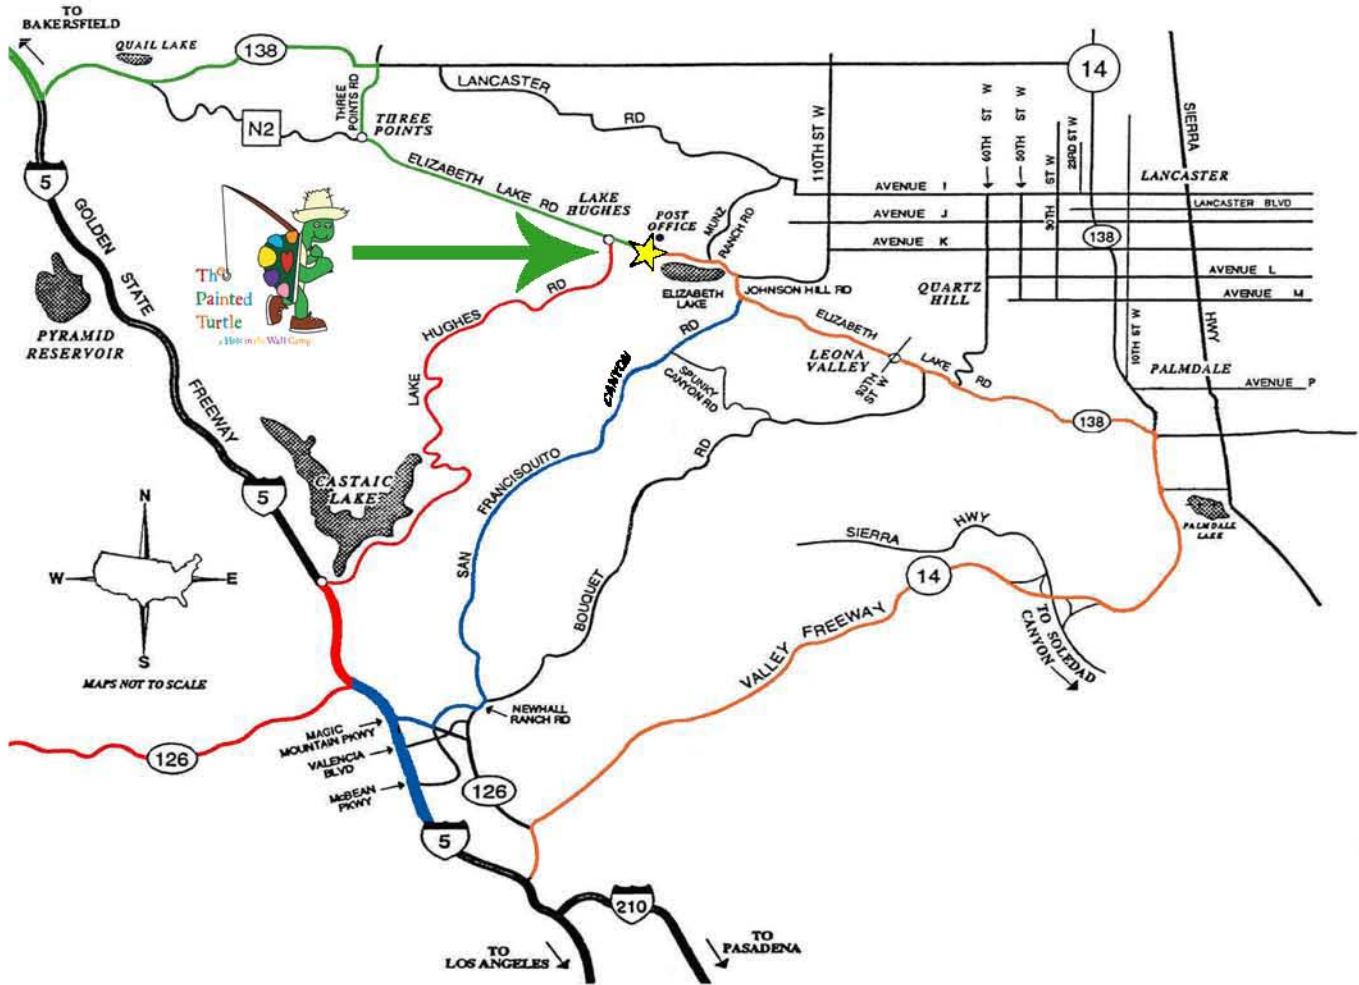 TO
BAKERSFIELD
QUAIL LAKE
138
14
THREE
POINTS RD
LANCASTER
RD
N2
THREE
POINTS
110TH ST W
60TH ST W
50TH ST W
30TH ST W
23RD ST W
SIERRA
HWY
5
ELIZABETH LAKE RD
LAKE
HUGHES
POST
OFFICE
MUNZ
RANCH RD
AVENUE I
LANCASTER
LANCASTER BLVD
AVENUE J
138
AVENUE K
GOLDEN STATE FREEWAY
The
Painted
Turtle
a Hole in the Wall Camp
RD
HUGHES
LAKE
ELIZABETH
LAKE
JOHNSON HILL RD
QUARTZ
HILL
AVENUE L
AVENUE M
PYRAMID
RESERVOIR
RD
CANYON
ELIZABETH
LAKE RD
LEONA
VALLEY
90TH
ST W
10TH ST W
PALMDALE
AVENUE P
SPUNKY
CANYON RD
138
5
CASTAIC
LAKE
FRANCISQUITO
SAN
RD
BOUQUET
N
W
E
S
MAPS NOT TO SCALE
SIERRA
HWY
PALMDALE
LAKE
14
VALLEY FREEWAY
TO SOLEDAD
CANYON
NEWHALL
RANCH RD
MAGIC
MOUNTAIN PKWY
VALENCIA
BLVD
McBEAN
PKWY
126
126
5
210
TO
LOS ANGELES
TO
PASADENA